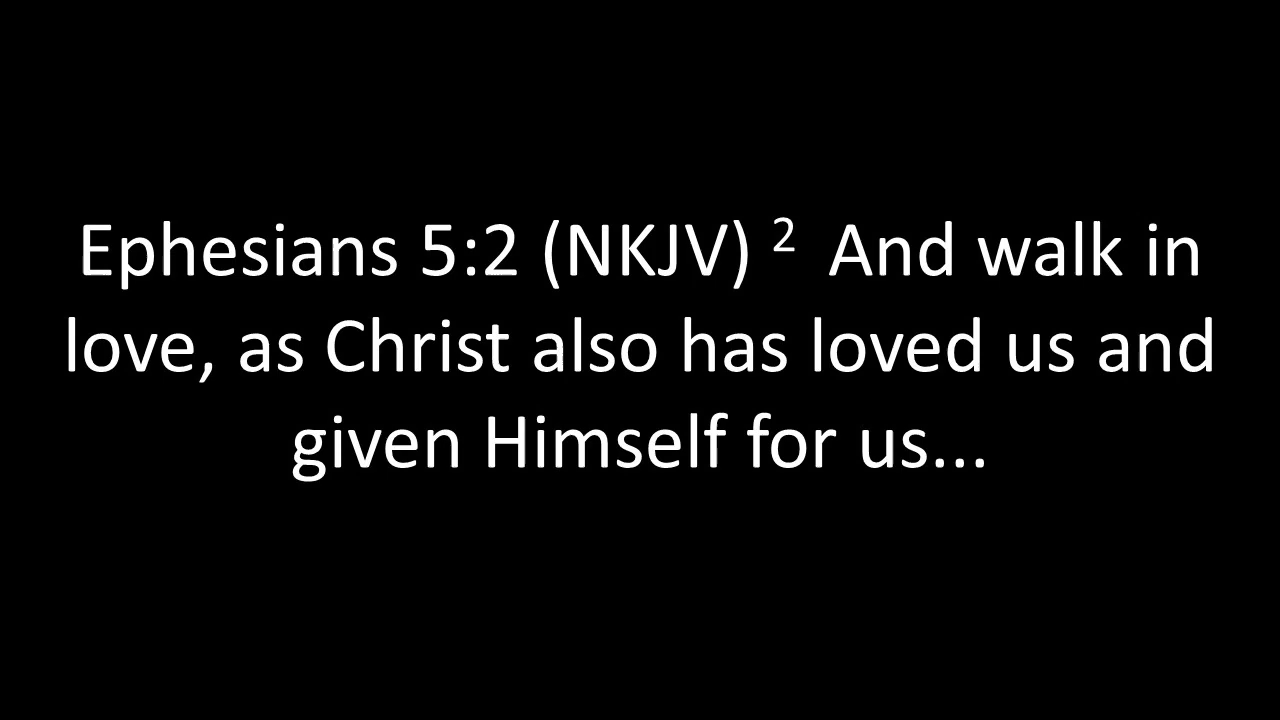 Ephesians 5:2 (NKJV) ² And walk in
love, as Christ also has loved us and
given Himself for us...